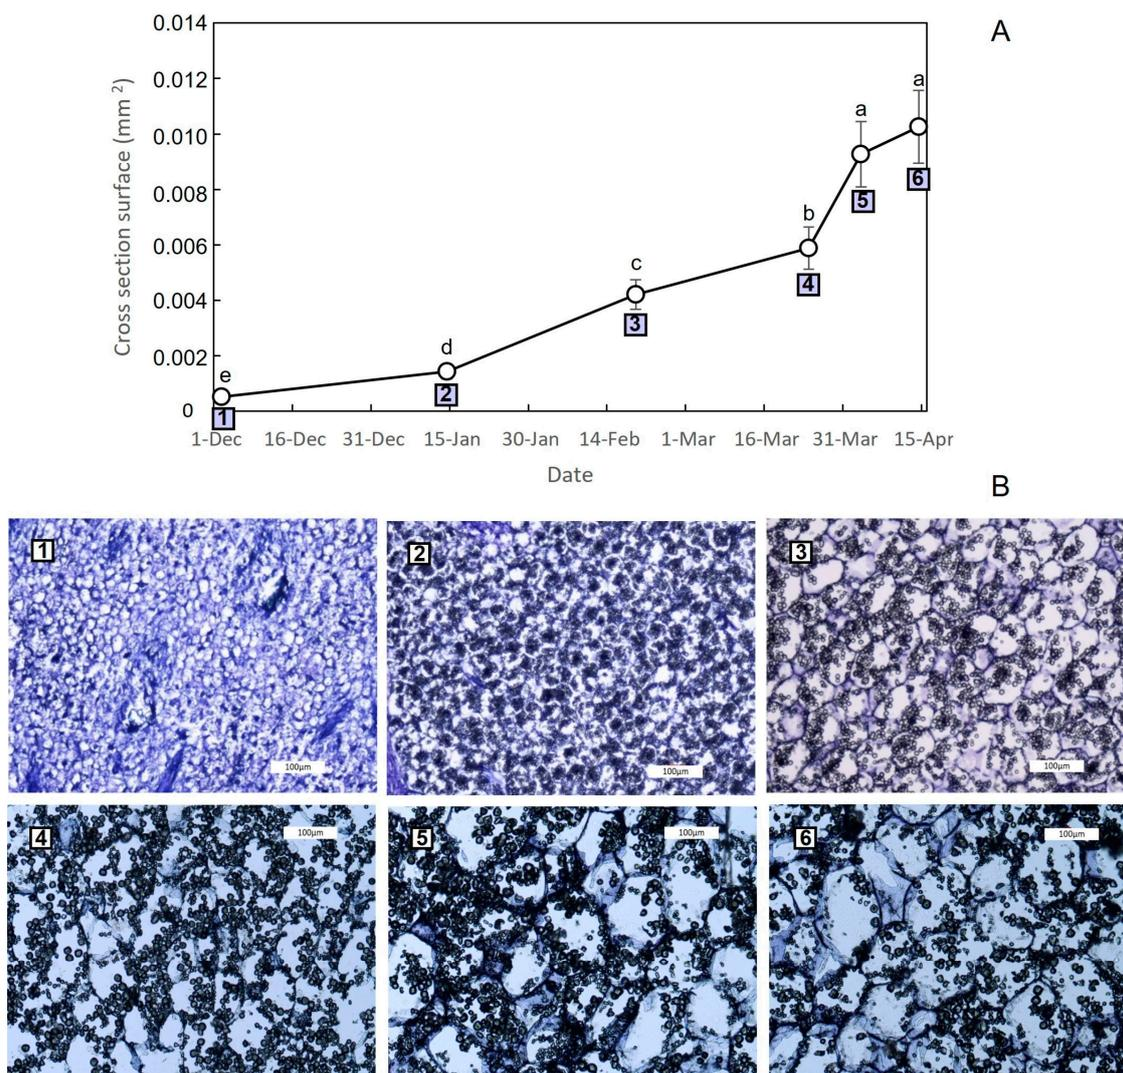 A
0.014
0.012
0.010
0.008
0.006
0.004
0.002
0
Cross section surface (mm 2)
e
d
c
b
a
a
1
2
3
4
5
6
1-Dec 16-Dec 31-Dec 15-Jan 30-Jan 14-Feb 1-Mar 16-Mar 31-Mar 15-Apr
Date
B
1
100µm
2
100µm
3
100µm
4
100µm
5
100µm
6
100µm